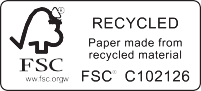 RECYCLED
Paper made from
recycled material
FSC® C102126
FSC
www.fsc.org